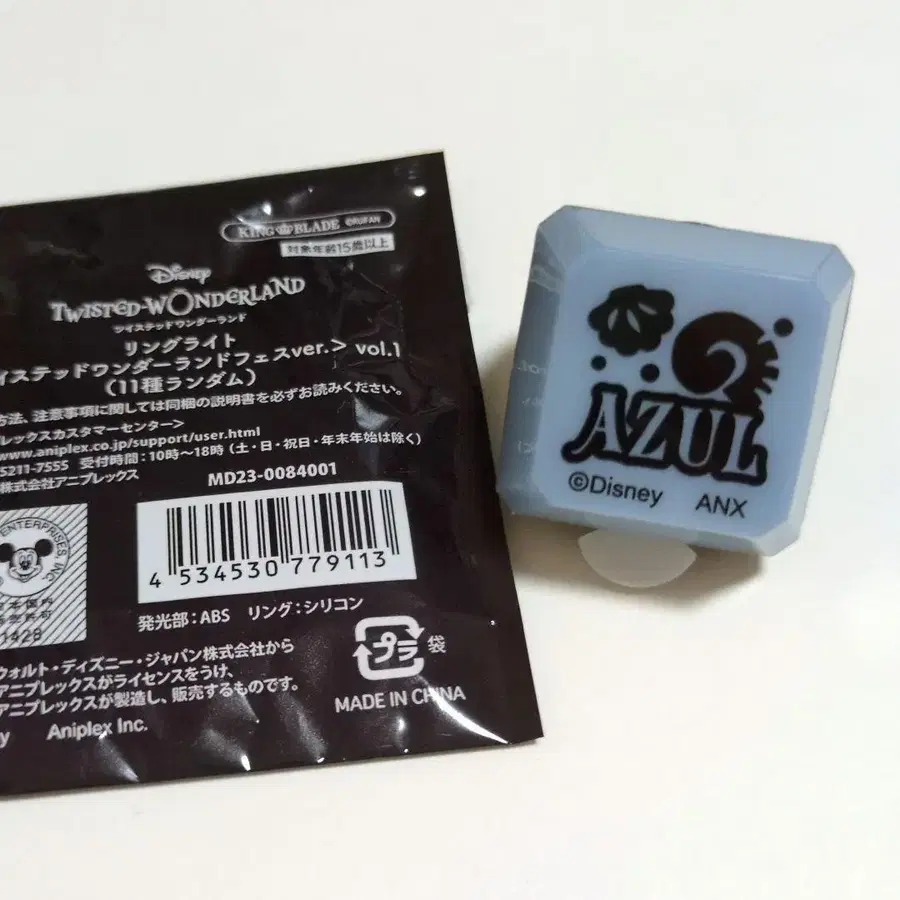 KING BLADE ©RUIFAN
対象年齢15歳以上
Disney
TWISTED-WONDERLAND
ツイステッドワンダーランド
リングライト
イステッドワンダーランドフェスver.> vol.1
(11種ランダム)
方法、注意事項に関しては同梱の説明書を必ずお読みください。
プレックスカスタマーセンター>
www.aniplex.co.jp/support/user.html
5211-7555 受付時間:10時〜18時 (土・日・祝日・年末年始は除く)
株式会社アニプレックス
MD23-0084001
4 534530 779113
ENTERPRISES, INC
1428
発光部:ABS リング:シリコン
ウォルト・ディズニー・ジャパン株式会社から
アニプレックスがライセンスをうけ、
アニプレックスが製造し、販売するものです。
プラ 袋
MADE IN CHINA
y Aniplex Inc.
AZUL
©Disney ANX